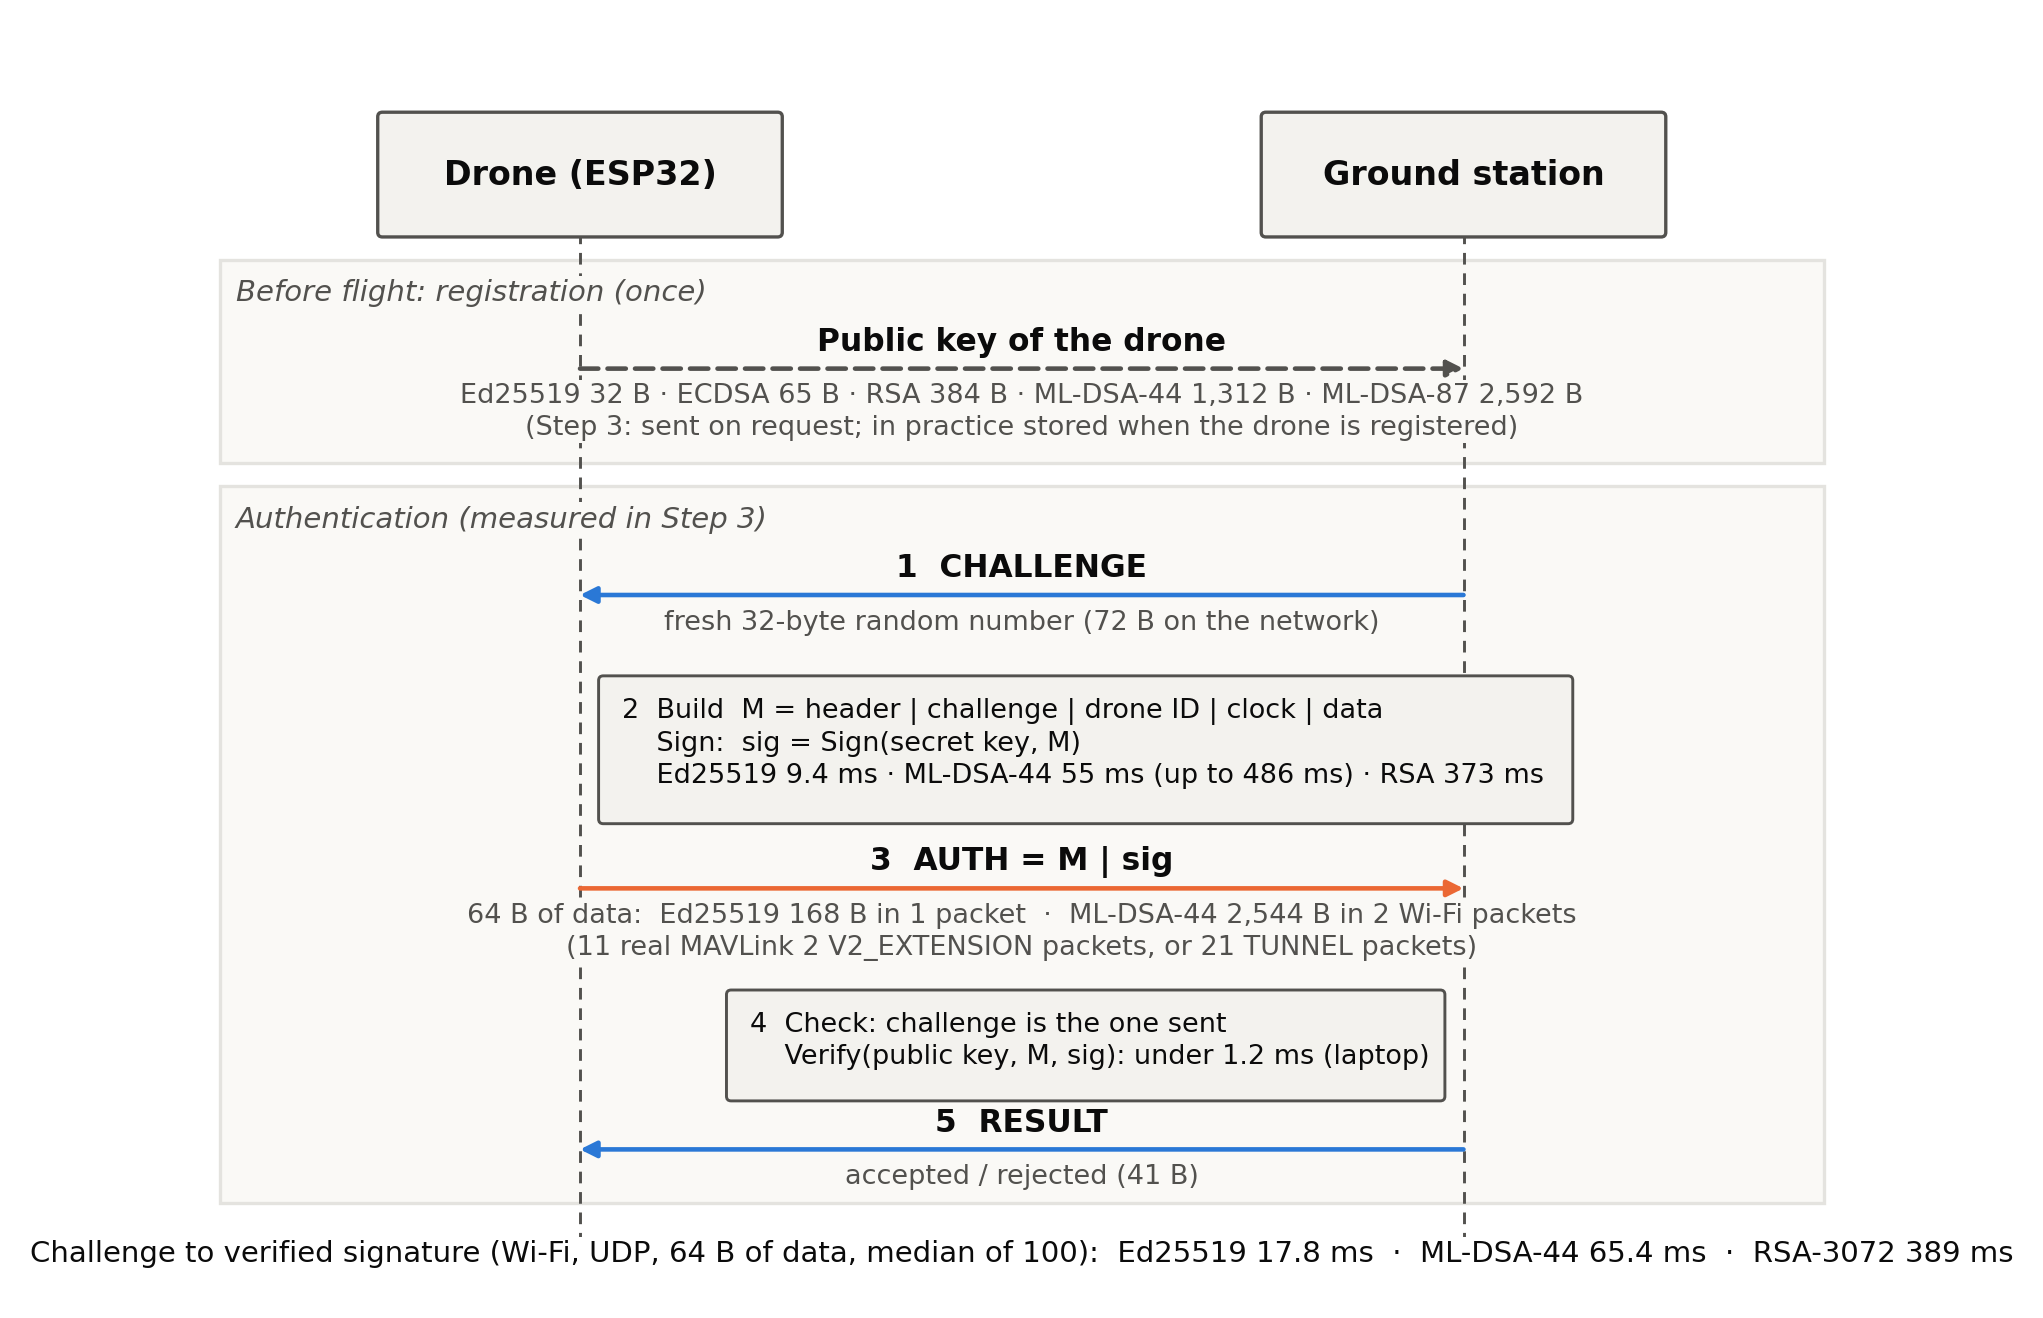 Drone (ESP32)
Ground station
Before flight: registration (once)
Public key of the drone
Ed25519 32 B · ECDSA 65 B · RSA 384 B · ML-DSA-44 1,312 B · ML-DSA-87 2,592 B
(Step 3: sent on request; in practice stored when the drone is registered)
Authentication (measured in Step 3)
1  CHALLENGE
fresh 32-byte random number (72 B on the network)
2  Build  M = header | challenge | drone ID | clock | data
Sign:  sig = Sign(secret key, M)
Ed25519 9.4 ms · ML-DSA-44 55 ms (up to 486 ms) · RSA 373 ms
3  AUTH = M | sig
64 B of data:  Ed25519 168 B in 1 packet  ·  ML-DSA-44 2,544 B in 2 Wi-Fi packets
(11 real MAVLink 2 V2_EXTENSION packets, or 21 TUNNEL packets)
4  Check: challenge is the one sent
Verify(public key, M, sig): under 1.2 ms (laptop)
5  RESULT
accepted / rejected (41 B)
Challenge to verified signature (Wi-Fi, UDP, 64 B of data, median of 100):  Ed25519 17.8 ms  ·  ML-DSA-44 65.4 ms  ·  RSA-3072 389 ms